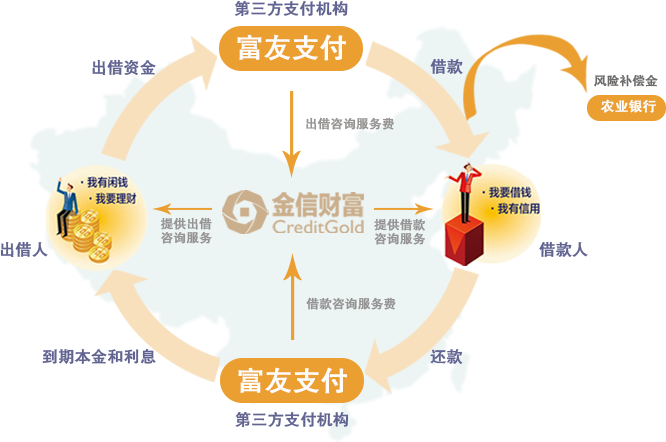 第三方支付机构
富友支付
出借资金
借款
风险补偿金
农业银行
出借咨询服务费
·我有闲钱
·我要理财
金信财富
CreditGold
·我要借钱
·我有信用
提供出借
咨询服务
提供借款
咨询服务
出借人
借款人
借款咨询服务费
到期本金和利息
还款
富友支付
第三方支付机构